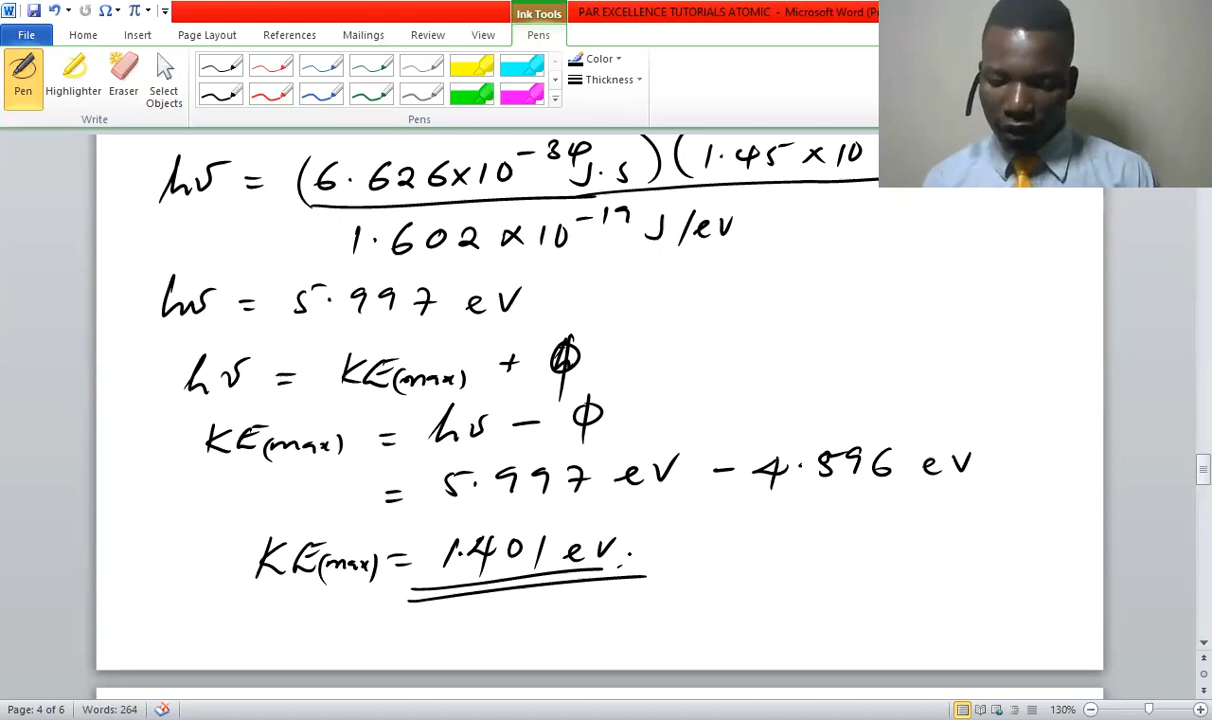 Ink Tools
PAR EXCELLENCE TUTORIALS ATOMIC - Microsoft Word (P
File Home Insert Page Layout References Mailings Review View Pens
Pen Highlighter Eraser Select Objects
Color
Thickness
Write
Pens
hν = (6.626×10⁻³⁴ J.s)(1.45×10
1.602×10⁻¹⁹ J/eV
hν = 5.997 eV
hν = KE(max) + ϕ
KE(max) = hν - ϕ
= 5.997 eV - 4.596 eV
KE(max) = 1.401 eV.
Page: 4 of 6 Words: 264 130%